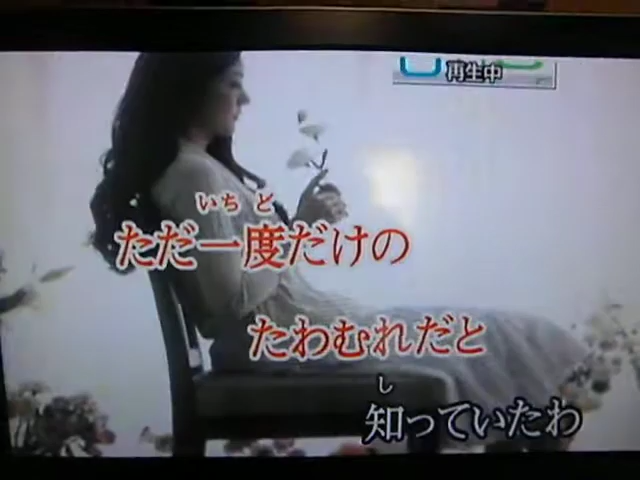 再生中
いちど
ただ一度だけの
たわむれだと
し
知っていたわ